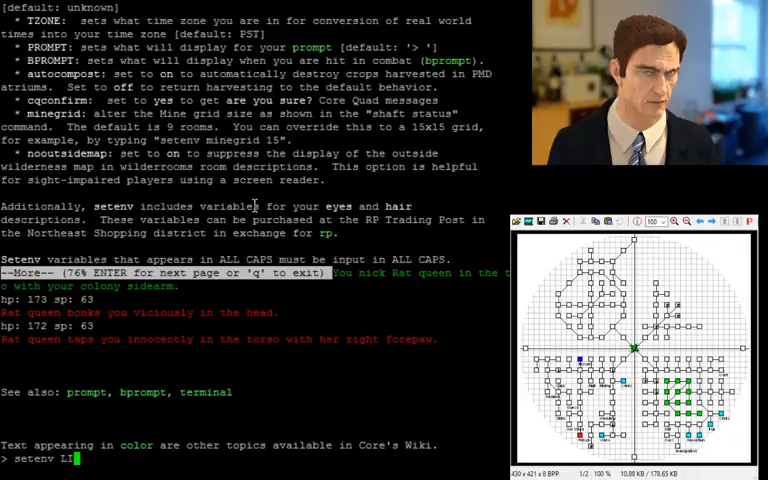 [default: unknown]
* TZONE: sets what time zone you are in for conversion of real world
times into your time zone [default: PST]
* PROMPT: sets what will display for your prompt [default: '> ']
* BPROMPT: sets what will display when you are hit in combat (bprompt).
* autocompost: set to on to automatically destroy crops harvested in PMD
atriums. Set to off to return harvesting to the default behavior.
* cqconfirm: set to yes to get are you sure? Core Quad messages
* minegrid: alter the Mine grid size as shown in the "shaft status"
command. The default is 9 rooms. You can override this to a 15x15 grid,
for example, by typing "setenv minegrid 15".
* nooutsidemap: set to on to suppress the display of the outside
wilderness map in wilderness room descriptions. This option is helpful
for sight-impaired players using a screen reader.
Additionally, setenv includes variables for your eyes and hair
descriptions. These variables can be purchased at the RP Trading Post in
the Northeast Shopping district in exchange for rp.
Setenv variables that appears in ALL CAPS must be input in ALL CAPS.
--More-- (76% ENTER for next page or 'q' to exit) You nick Rat queen in the t
o with your colony sidearm.
hp: 173 sp: 63
Rat queen bonks you viciously in the head.
hp: 172 sp: 63
Rat queen taps you innocently in the torso with her right forepaw.
See also: prompt, bprompt, terminal
Text appearing in color are other topics available in Core's Wiki.
> setenv LI
100
430 x 421 x 8 BPP 1/2 100 % 10.88 KB / 178.65 KB